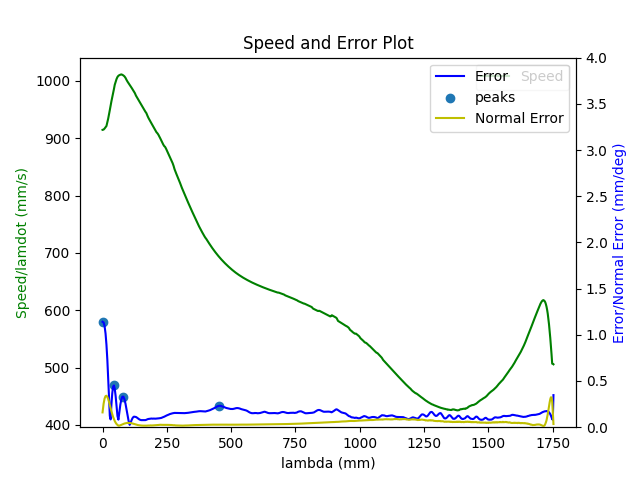 Speed and Error Plot
Speed/lamdot (mm/s)
1000
900
800
700
600
500
400
Error
Speed
peaks
Normal Error
4.0
3.5
3.0
2.5
2.0
1.5
1.0
0.5
0.0
Error/Normal Error (mm/deg)
0 250 500 750 1000 1250 1500 1750
lambda (mm)